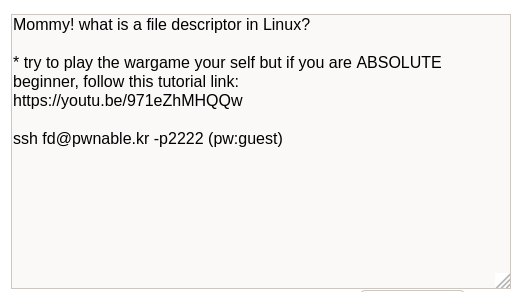 Mommy! what is a file descriptor in Linux?
* try to play the wargame your self but if you are ABSOLUTE
beginner, follow this tutorial link:
https://youtu.be/971eZhMHQQw
ssh fd@pwnable.kr -p2222 (pw:guest)